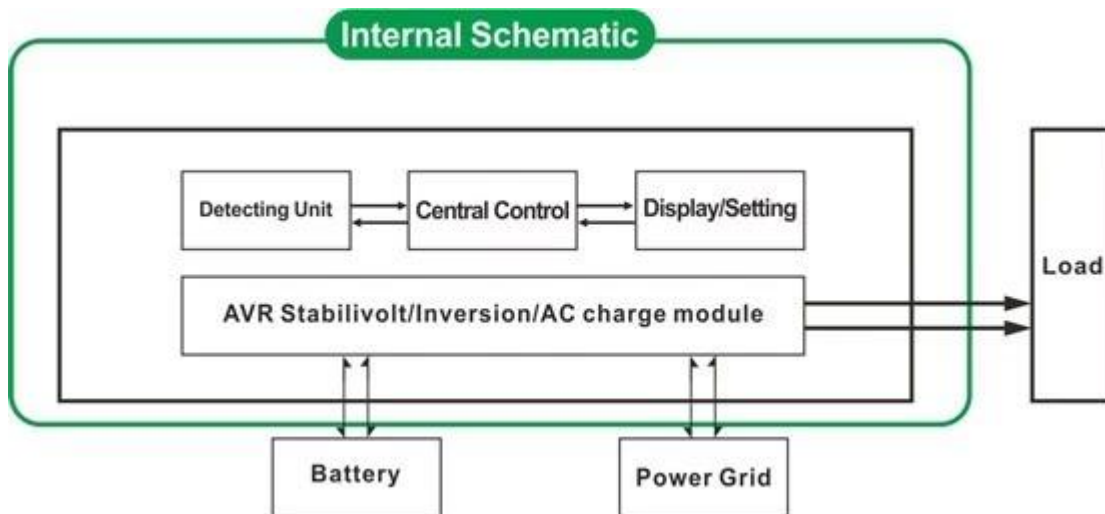 Internal Schematic
Detecting Unit
Central Control
Display/Setting
AVR Stabilivolt/Inversion/AC charge module
Load
Battery
Power Grid